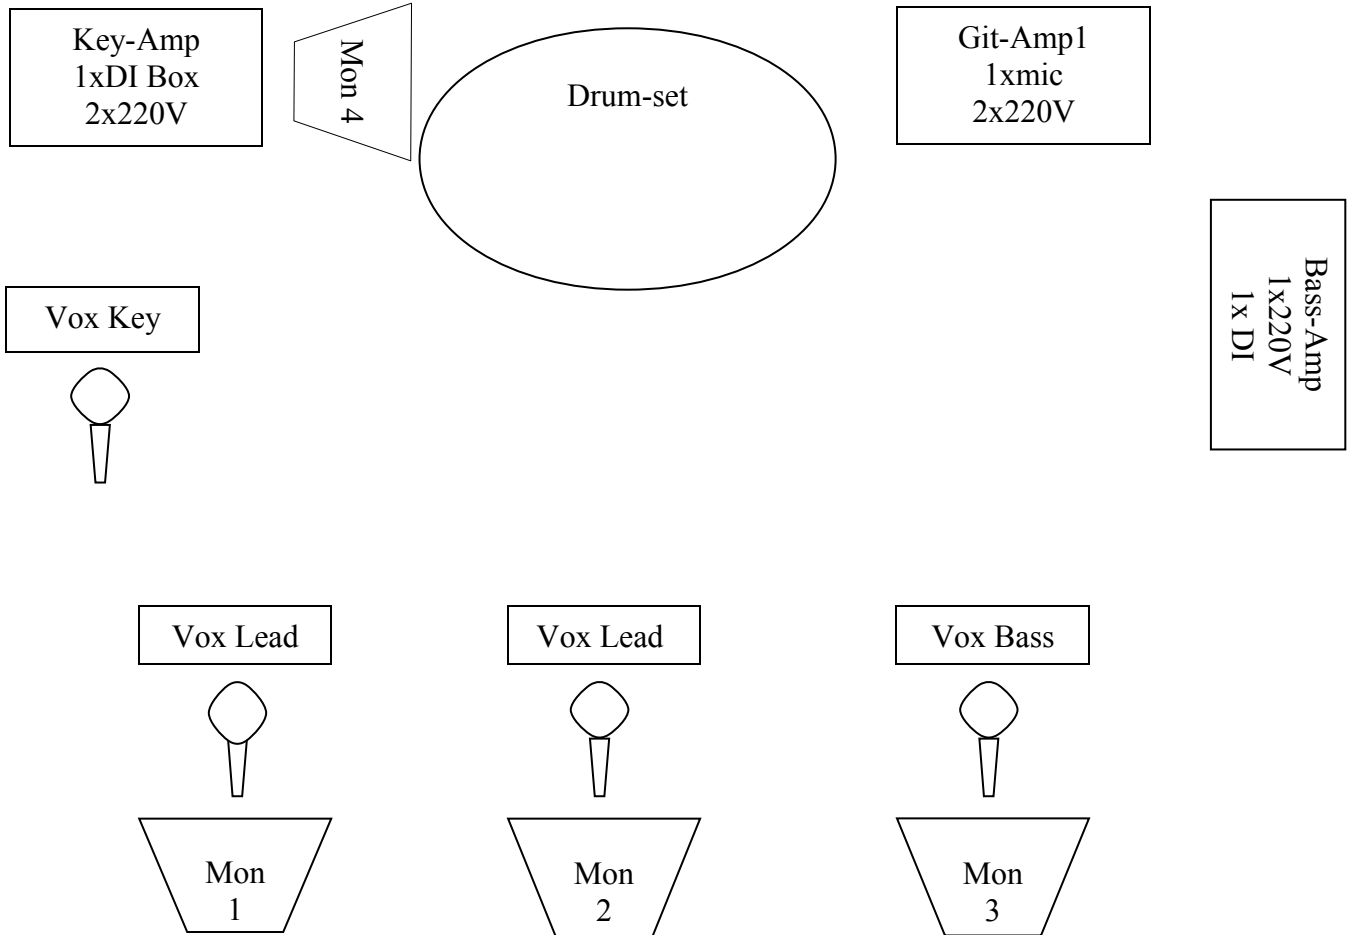 Key-Amp
1xDI Box
2x220V
Mon 4
Drum-set
Git-Amp1
1xmic
2x220V
Bass-Amp
1x220V
1x DI
Vox Key
Vox Lead
Vox Lead
Vox Bass
Mon
1
Mon
2
Mon
3